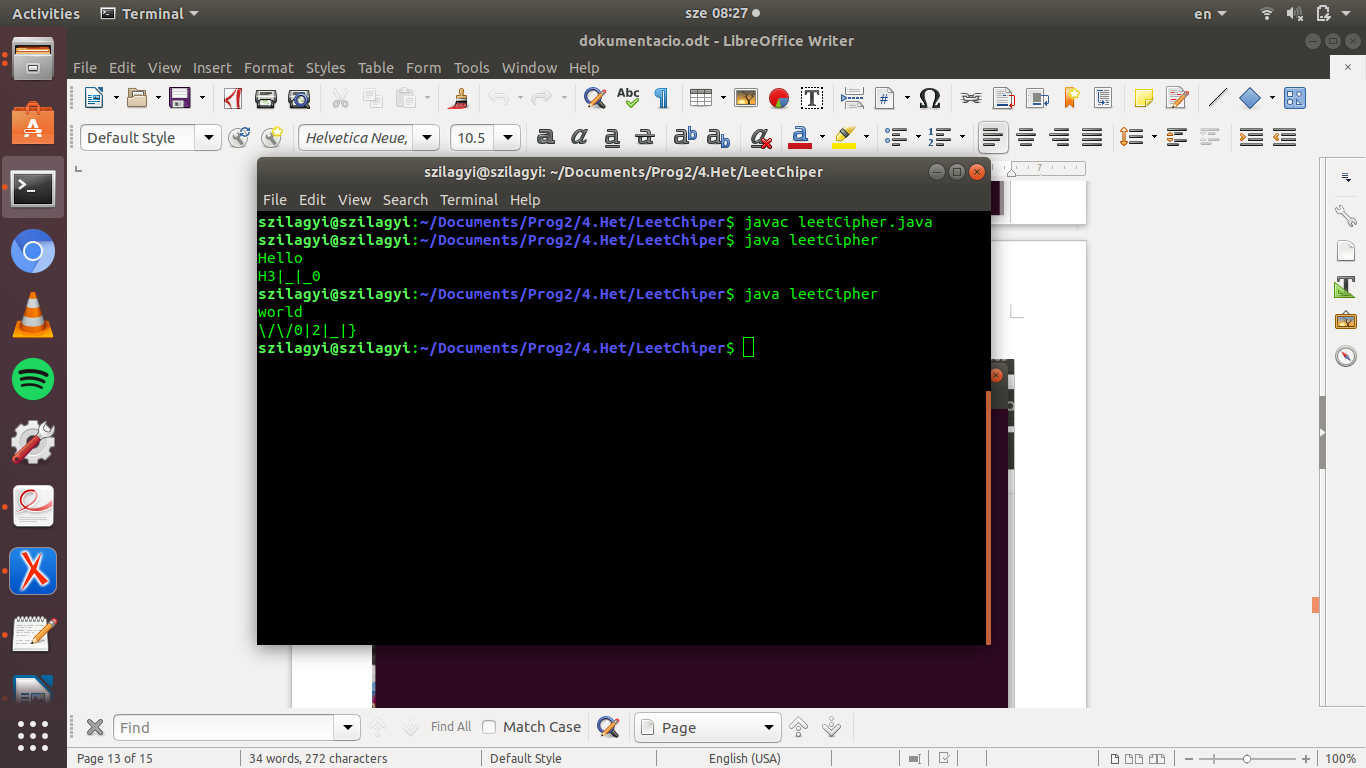 Activities Terminal sze 08:27 en
dokumentacio.odt - LibreOffice Writer
File Edit View Insert Format Styles Table Form Tools Window Help
Default Style Helvetica Neue; 10.5
szilagyi@szilagyi: ~/Documents/Prog2/4.Het/LeetChiper
7
File Edit View Search Terminal Help
szilagyi@szilagyi:~/Documents/Prog2/4.Het/LeetChiper$ javac leetCipher.java
szilagyi@szilagyi:~/Documents/Prog2/4.Het/LeetChiper$ java leetCipher
Hello
H3|_|_0
szilagyi@szilagyi:~/Documents/Prog2/4.Het/LeetChiper$ java leetCipher
world
\/\/0|2|_|}
szilagyi@szilagyi:~/Documents/Prog2/4.Het/LeetChiper$
Find Find All Match Case Page
Page 13 of 15 34 words, 272 characters Default Style English (USA) 100%